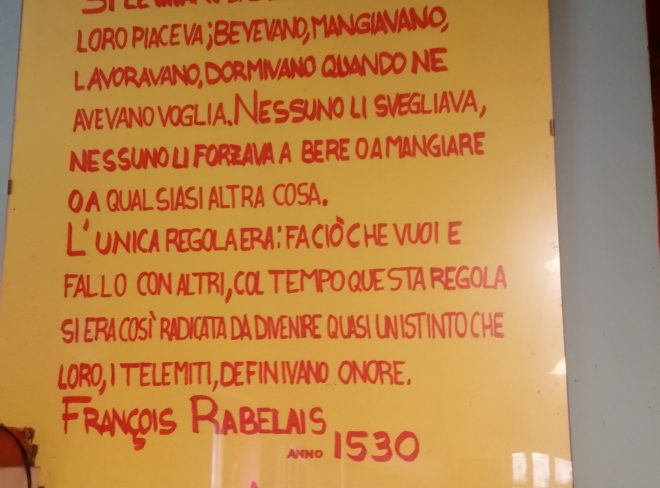 LORO PIACEVA; BEVEVANO, MANGIAVANO,
LAVORAVANO, DORMIVANO QUANDO NE
AVEVANO VOGLIA. NESSUNO LI SVEGLIAVA,
NESSUNO LI FORZAVA A BERE O A MANGIARE
O A QUALSIASI ALTRA COSA.
L'UNICA REGOLA ERA: FA CIÒ CHE VUOI E
FALLO CON ALTRI, COL TEMPO QUESTA REGOLA
SI ERA COSÌ RADICATA DA DIVENIRE QUASI UN ISTINTO CHE
LORO, I TELEMITI, DEFINIVANO ONORE.
FRANÇOIS RABELAIS
ANNO 1530